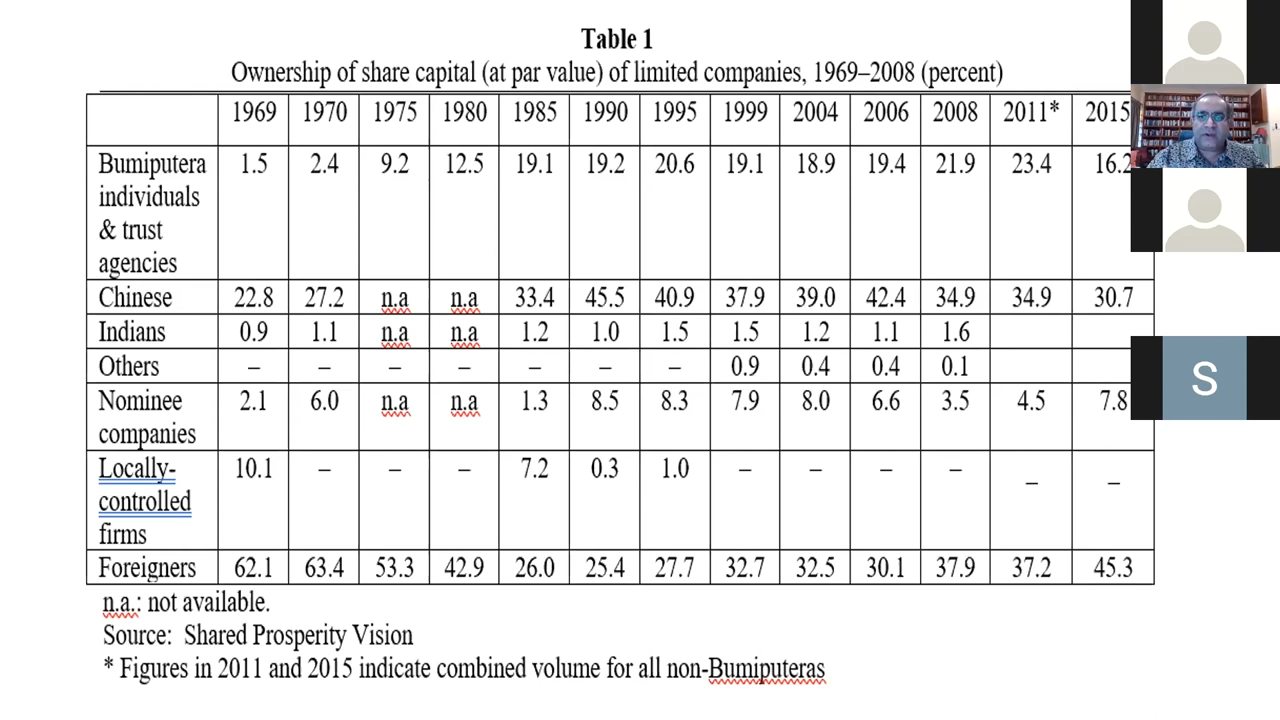 Table 1
Ownership of share capital (at par value) of limited companies, 1969–2008 (percent)
1969 1970 1975 1980 1985 1990 1995 1999 2004 2006 2008 2011* 2015
Bumiputera 1.5 2.4 9.2 12.5 19.1 19.2 20.6 19.1 18.9 19.4 21.9 23.4 16.2
individuals
& trust
agencies
Chinese 22.8 27.2 n.a n.a 33.4 45.5 40.9 37.9 39.0 42.4 34.9 34.9 30.7
Indians 0.9 1.1 n.a n.a 1.2 1.0 1.5 1.5 1.2 1.1 1.6
Others – – – – – – – 0.9 0.4 0.4 0.1
Nominee 2.1 6.0 n.a n.a 1.3 8.5 8.3 7.9 8.0 6.6 3.5 4.5 7.8
companies
Locally- 10.1 – – – 7.2 0.3 1.0 – – – – – –
controlled
firms
Foreigners 62.1 63.4 53.3 42.9 26.0 25.4 27.7 32.7 32.5 30.1 37.9 37.2 45.3
n.a.: not available.
Source: Shared Prosperity Vision
* Figures in 2011 and 2015 indicate combined volume for all non-Bumiputeras
S